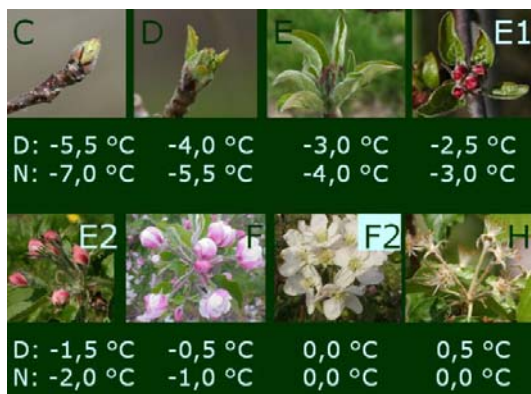 C D E E1
D: -5,5 °C -4,0 °C -3,0 °C -2,5 °C
N: -7,0 °C -5,5 °C -4,0 °C -3,0 °C
E2 F F2 H
D: -1,5 °C -0,5 °C 0,0 °C 0,5 °C
N: -2,0 °C -1,0 °C 0,0 °C 0,0 °C